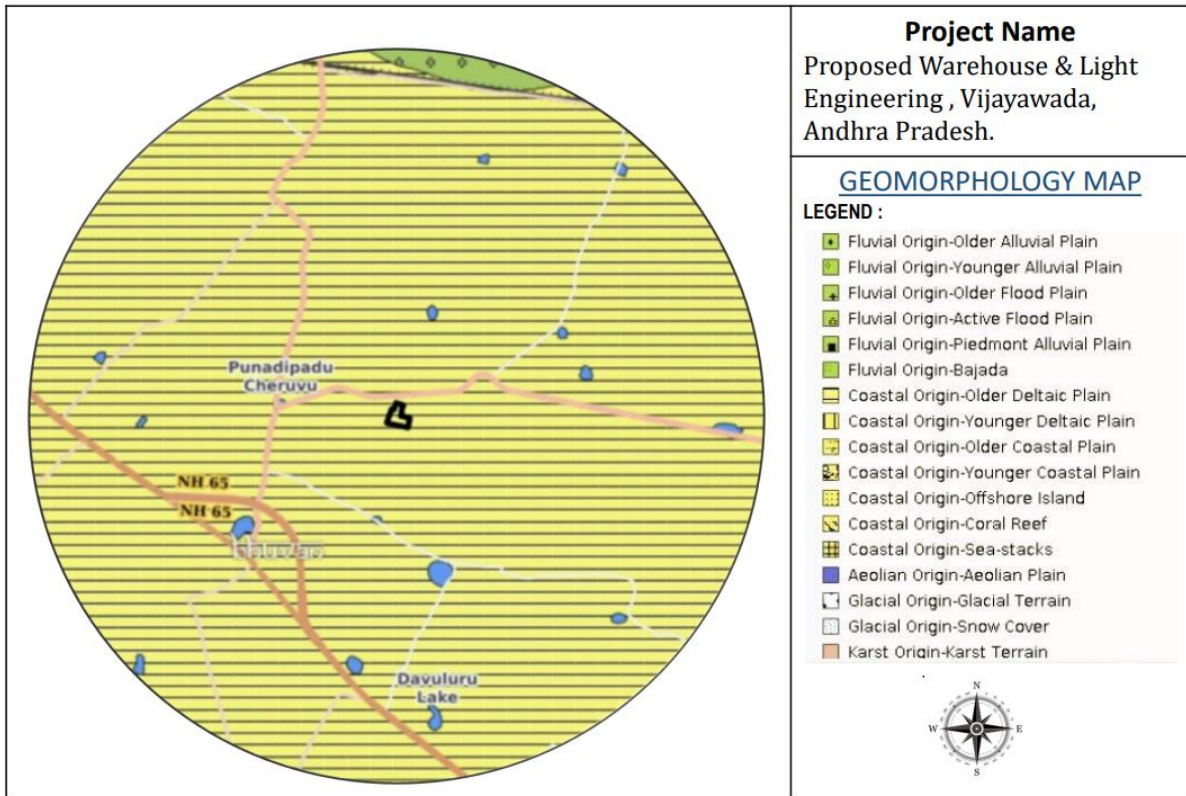 Project Name
Proposed Warehouse & Light
Engineering , Vijayawada,
Andhra Pradesh.
GEOMORPHOLOGY MAP
LEGEND :
Fluvial Origin-Older Alluvial Plain
Fluvial Origin-Younger Alluvial Plain
Fluvial Origin-Older Flood Plain
Fluvial Origin-Active Flood Plain
Fluvial Origin-Piedmont Alluvial Plain
Fluvial Origin-Bajada
Coastal Origin-Older Deltaic Plain
Coastal Origin-Younger Deltaic Plain
Coastal Origin-Older Coastal Plain
Coastal Origin-Younger Coastal Plain
Coastal Origin-Offshore Island
Coastal Origin-Coral Reef
Coastal Origin-Sea-stacks
Aeolian Origin-Aeolian Plain
Glacial Origin-Glacial Terrain
Glacial Origin-Snow Cover
Karst Origin-Karst Terrain
N
W E
S
Punadipadu
Cheruvu
NH 65
NH 65
Davuluru
Lake